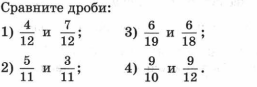 Сравните дроби:
1) 4/12 и 7/12; 3) 6/19 и 6/18;
2) 5/11 и 3/11; 4) 9/10 и 9/12.